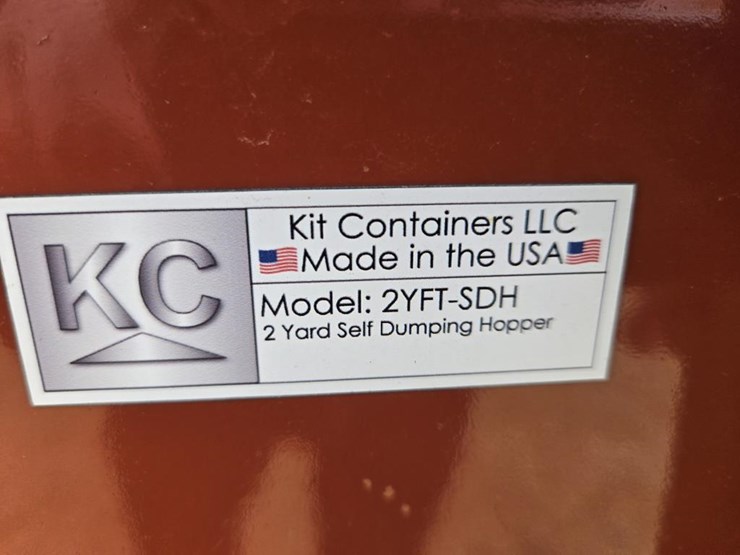 KC
Kit Containers LLC
Made in the USA
Model: 2YFT-SDH
2 Yard Self Dumping Hopper